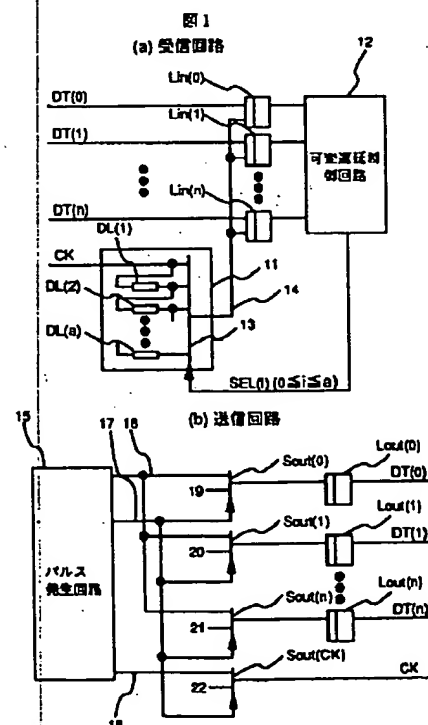 図1
(a) 受信回路
12
Lin(0)
DT(0)
Lin(1)
DT(1)
可変遅延制
御回路
Lin(n)
DT(n)
DL(1)
CK
11
DL(2)
14
13
DL(a)
SEL(i) (0≦i≦a)
(b) 送信回路
15
16
17
Sout(0)
Lout(0)
DT(0)
19
Sout(1)
Lout(1)
DT(1)
20
パルス
発生回路
Sout(n)
Lout(n)
DT(n)
21
Sout(CK)
CK
22
18